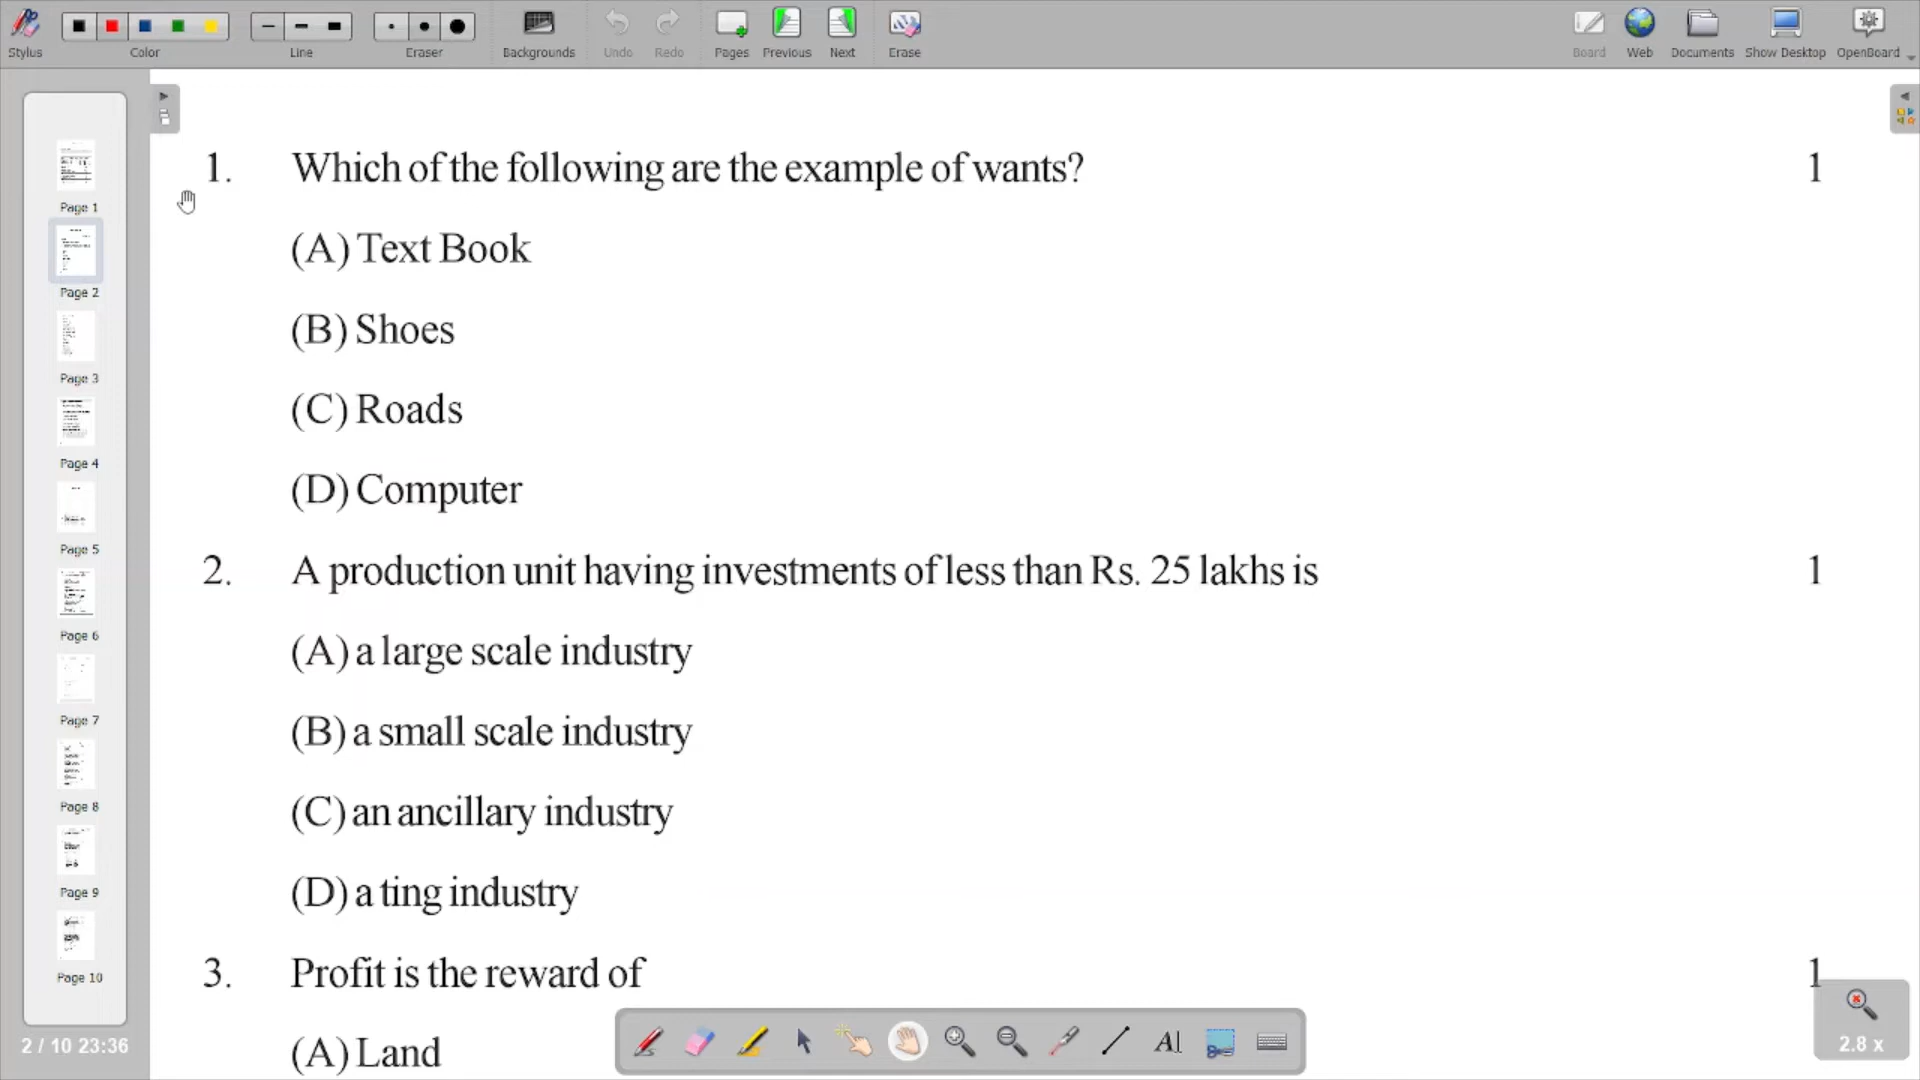 Stylus
Color
Line
Eraser
Backgrounds
Undo
Redo
Pages
Previous
Next
Erase
Board
Web
Documents
Show Desktop
OpenBoard
Page 1
Page 2
Page 3
Page 4
Page 5
Page 6
Page 7
Page 8
Page 9
Page 10
2 / 10 23:36
1. Which of the following are the example of wants? 1
(A) Text Book
(B) Shoes
(C) Roads
(D) Computer
2. A production unit having investments of less than Rs. 25 lakhs is 1
(A) a large scale industry
(B) a small scale industry
(C) an ancillary industry
(D) a ting industry
3. Profit is the reward of 1
(A) Land
2.8 x